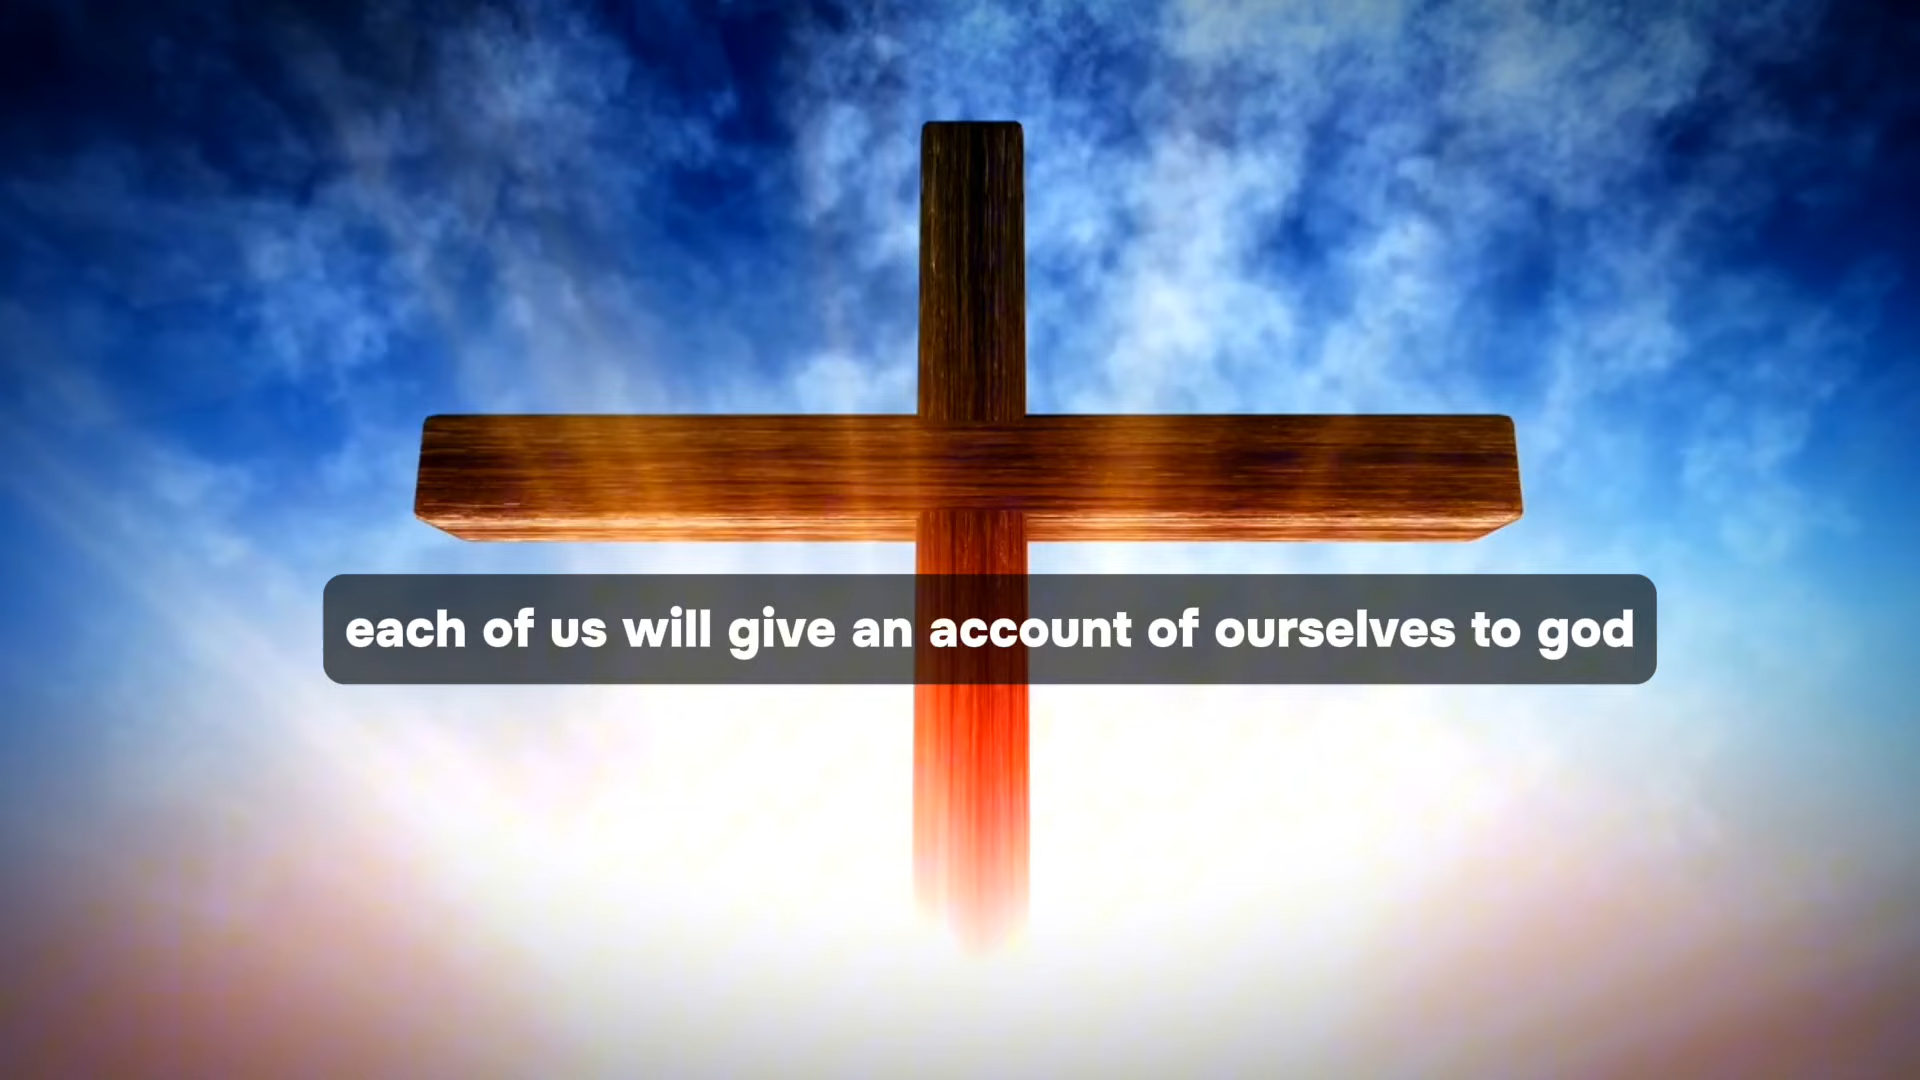 each of us will give an account of ourselves to god